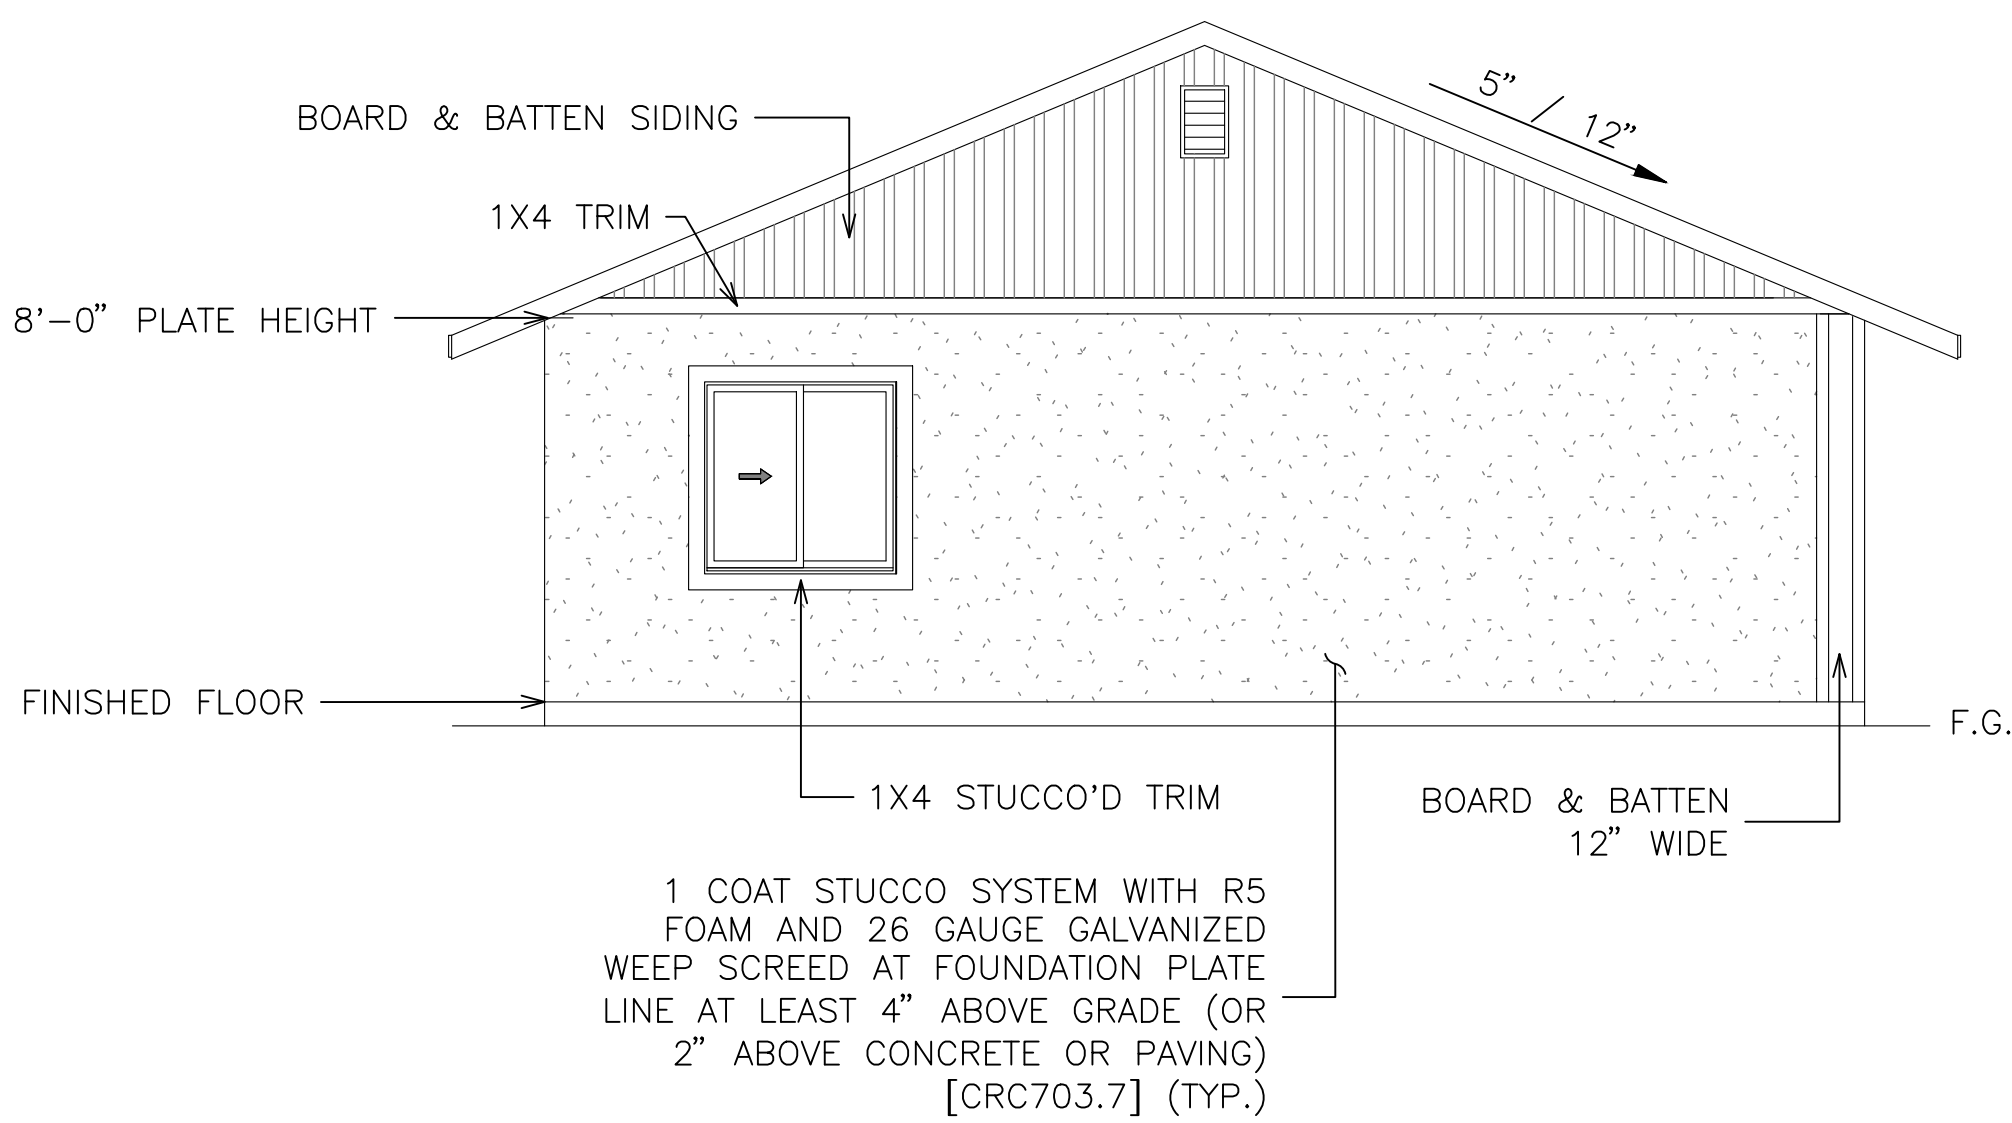 5” / 12”
BOARD & BATTEN SIDING
1X4 TRIM
8’-0” PLATE HEIGHT
FINISHED FLOOR
F.G.
1X4 STUCCO’D TRIM
BOARD & BATTEN
12” WIDE
1 COAT STUCCO SYSTEM WITH R5
FOAM AND 26 GAUGE GALVANIZED
WEEP SCREED AT FOUNDATION PLATE
LINE AT LEAST 4” ABOVE GRADE (OR
2” ABOVE CONCRETE OR PAVING)
[CRC703.7] (TYP.)